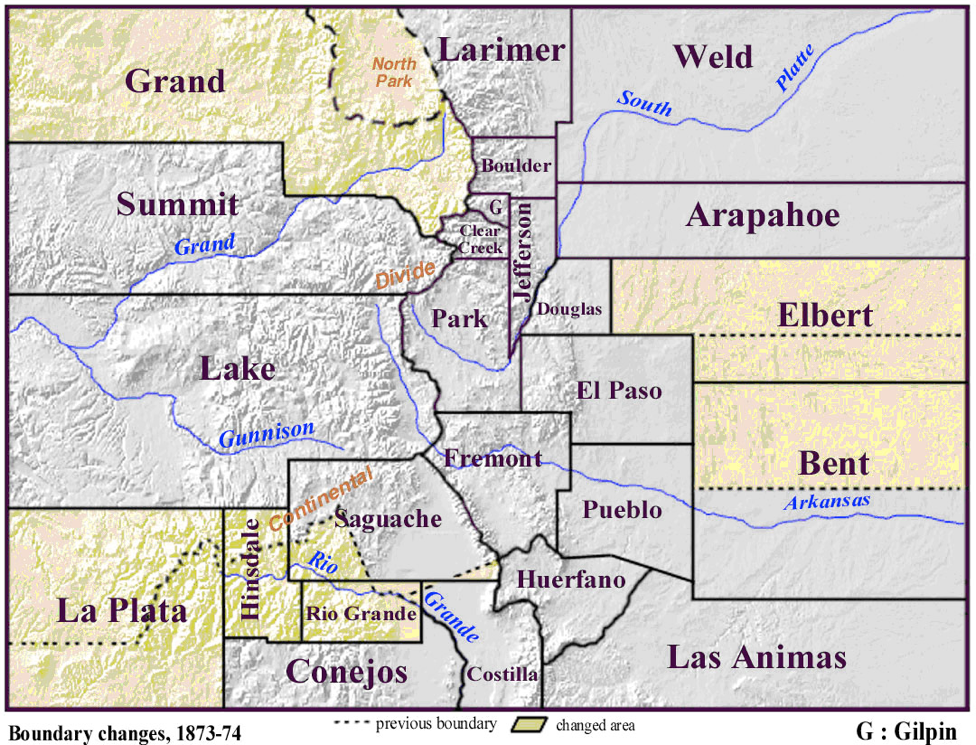 Larimer
Weld
Grand
North
Park
Platte
South
Boulder
Summit
G
Clear
Creek
Jefferson
Arapahoe
Grand
Divide
Park
Douglas
Elbert
Lake
El Paso
Gunnison
Fremont
Bent
Continental
Saguache
Pueblo
Arkansas
Hinsdale
Rio
Huerfano
La Plata
Rio Grande
Grande
Conejos
Costilla
Las Animas
Boundary changes, 1873-74
previous boundary
changed area
G : Gilpin